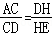 AC/CD = DH/HE